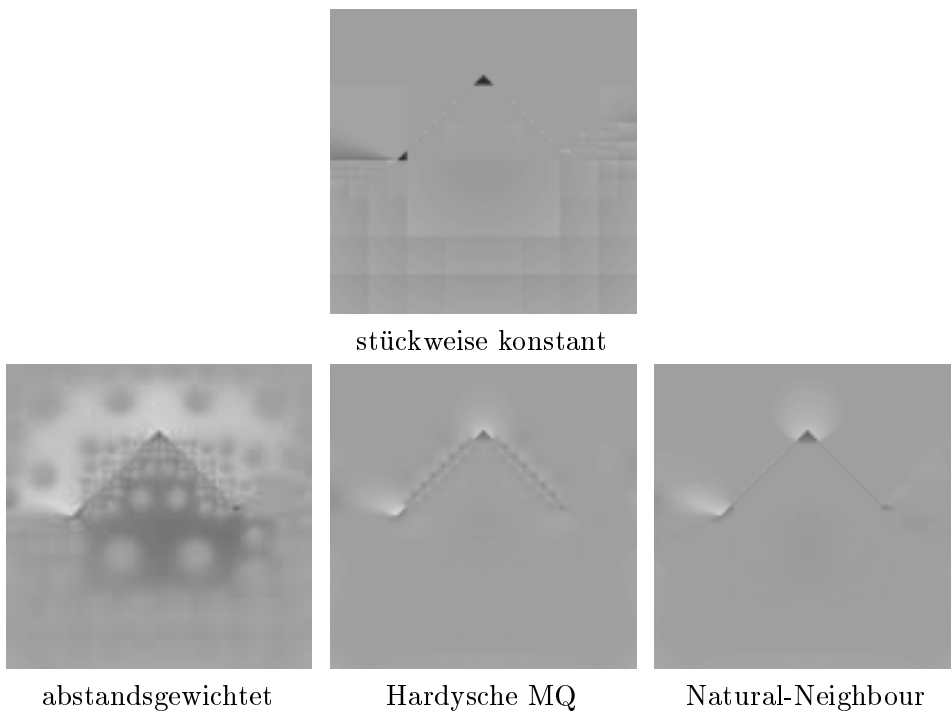 stückweise konstant
abstandsgewichtet
Hardysche MQ
Natural-Neighbour